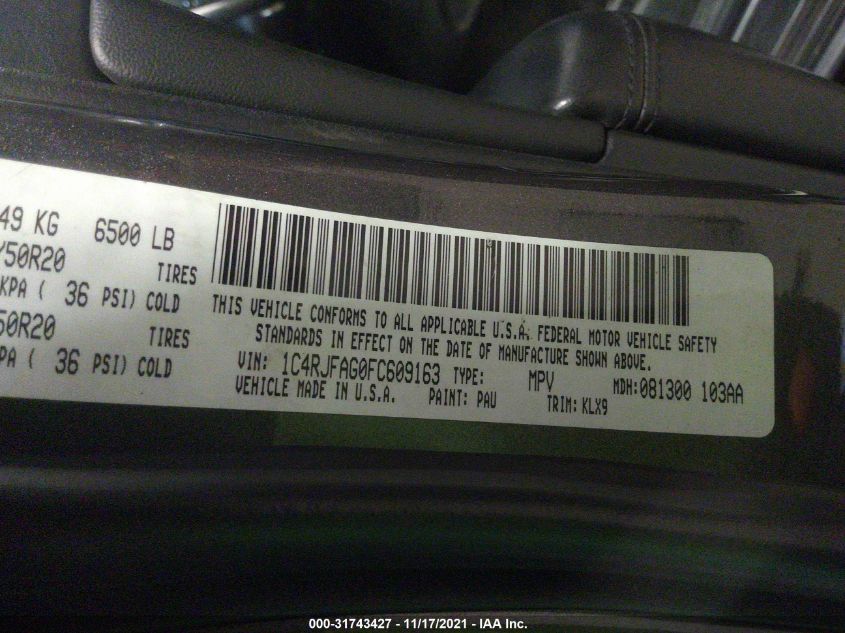 49 KG 6500 LB
50R20 TIRES
KPA ( 36 PSI) COLD
50R20 TIRES
KPA ( 36 PSI) COLD
THIS VEHICLE CONFORMS TO ALL APPLICABLE U.S.A. FEDERAL MOTOR VEHICLE SAFETY
STANDARDS IN EFFECT ON THE DATE OF MANUFACTURE SHOWN ABOVE.
VIN: 1C4RJFAG0FC609163 TYPE: MPV MDH:081300 103AA
VEHICLE MADE IN U.S.A. PAINT: PAU TRIM: KLX9
000-31743427 - 11/17/2021 - IAA Inc.